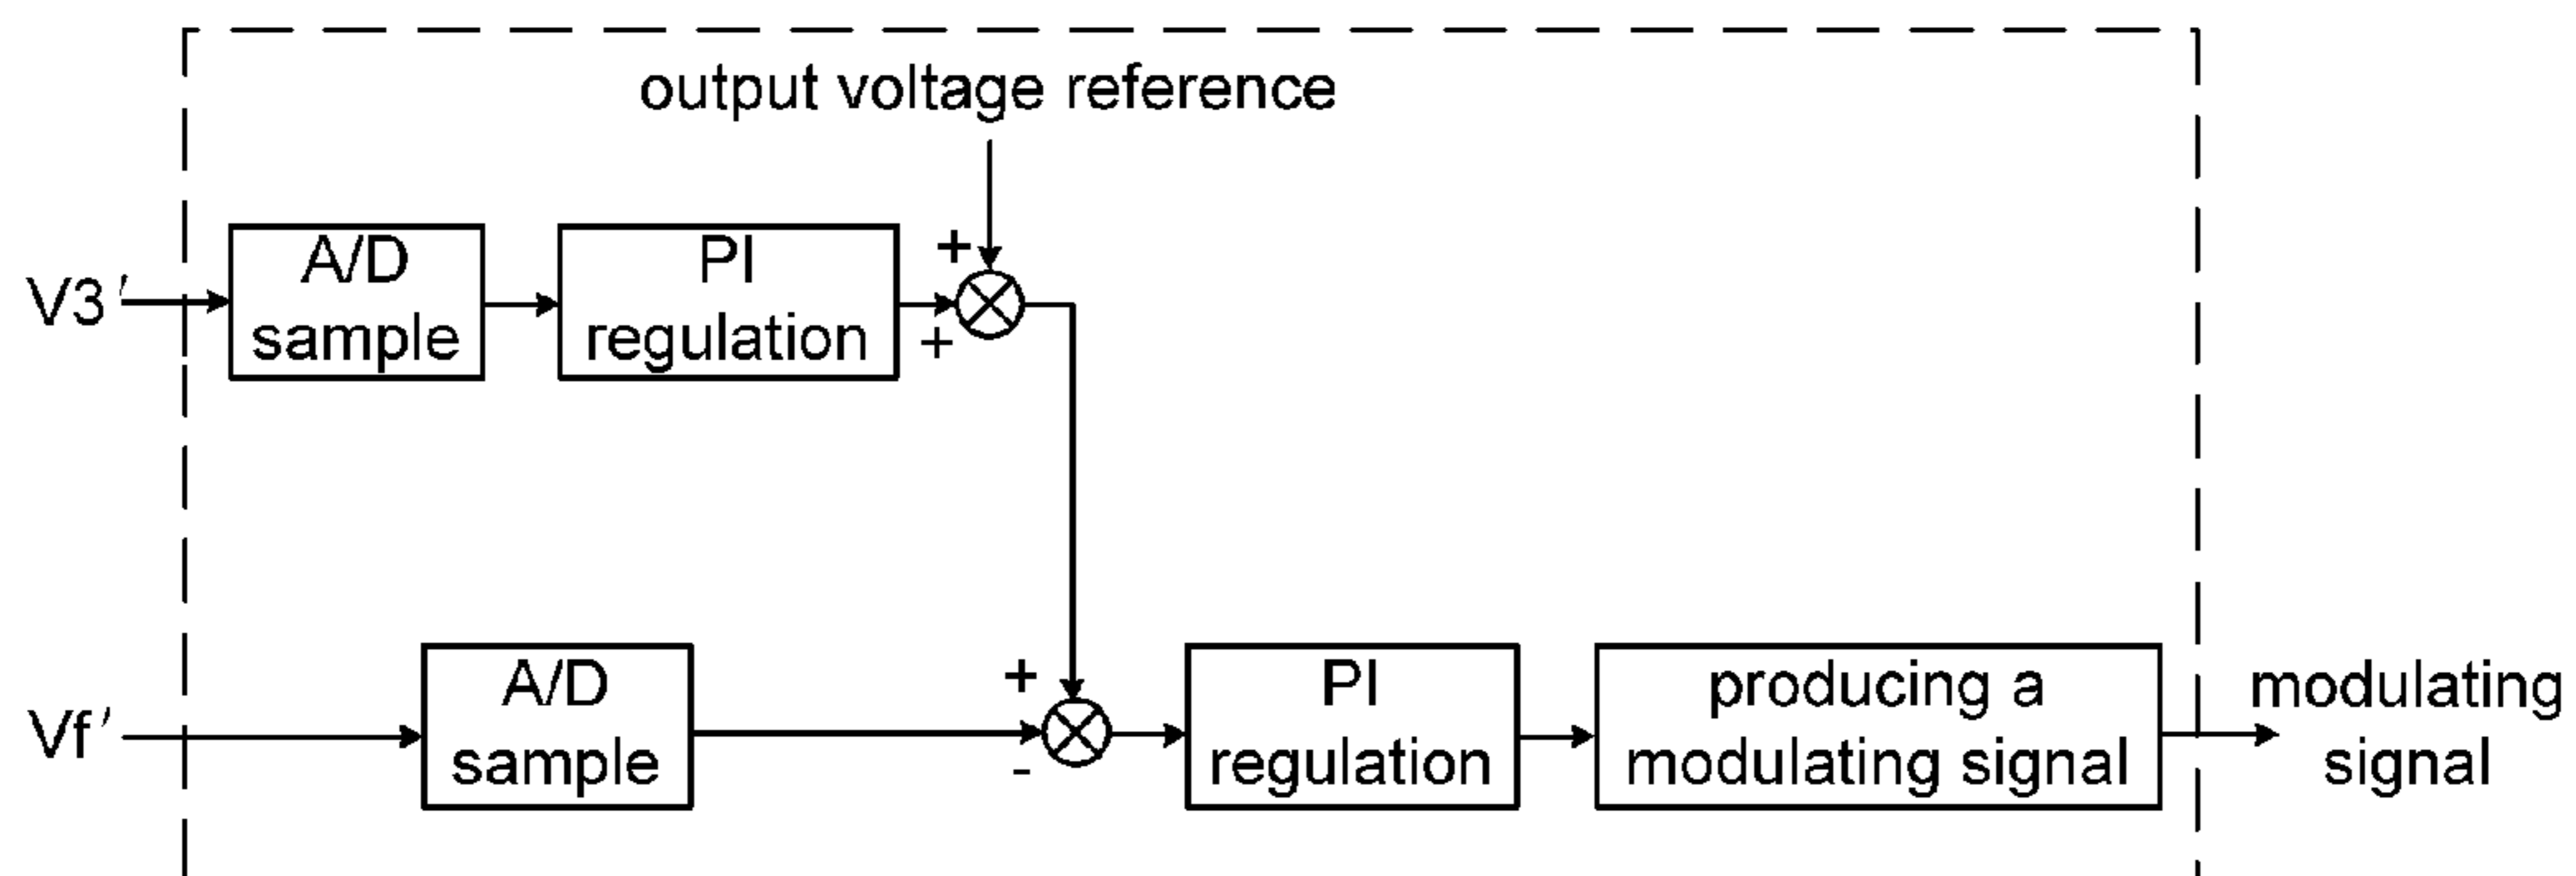 output voltage reference
V3′
A/D
sample
PI
regulation
+
+
Vf′
A/D
sample
+
-
PI
regulation
producing a
modulating signal
modulating
signal